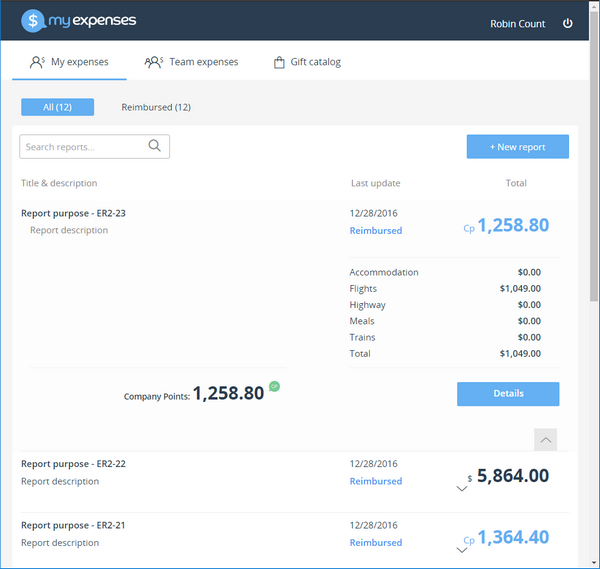 $ my expenses
Robin Count
My expenses
Team expenses
Gift catalog
All (12)
Reimbursed (12)
Search reports...
+ New report
Title & description
Last update
Total
Report purpose - ER2-23
12/28/2016
Cp 1,258.80
Report description
Reimbursed
Accommodation $0.00
Flights $1,049.00
Highway $0.00
Meals $0.00
Trains $0.00
Total $1,049.00
Company Points: 1,258.80
Details
Report purpose - ER2-22
12/28/2016
$ 5,864.00
Report description
Reimbursed
Report purpose - ER2-21
12/28/2016
Cp 1,364.40
Report description
Reimbursed